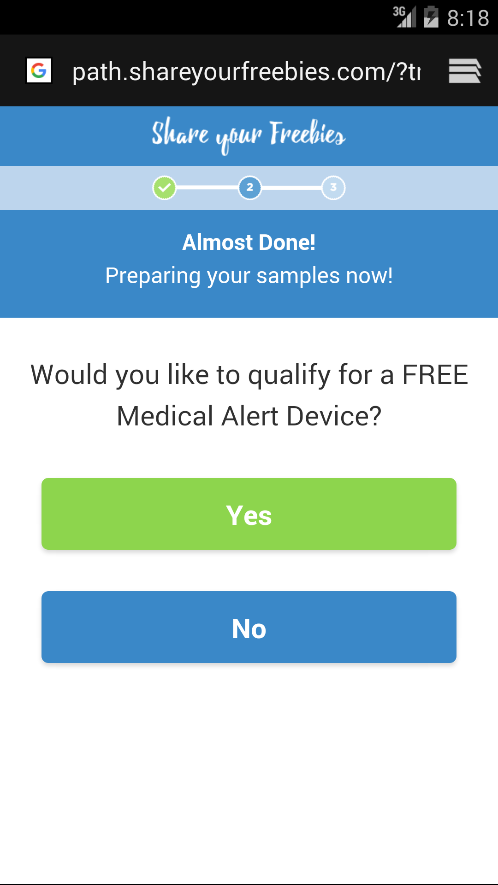 3G 8:18
G path.shareyourfreebies.com/?tr
Share your Freebies
2 3
Almost Done!
Preparing your samples now!
Would you like to qualify for a FREE
Medical Alert Device?
Yes
No